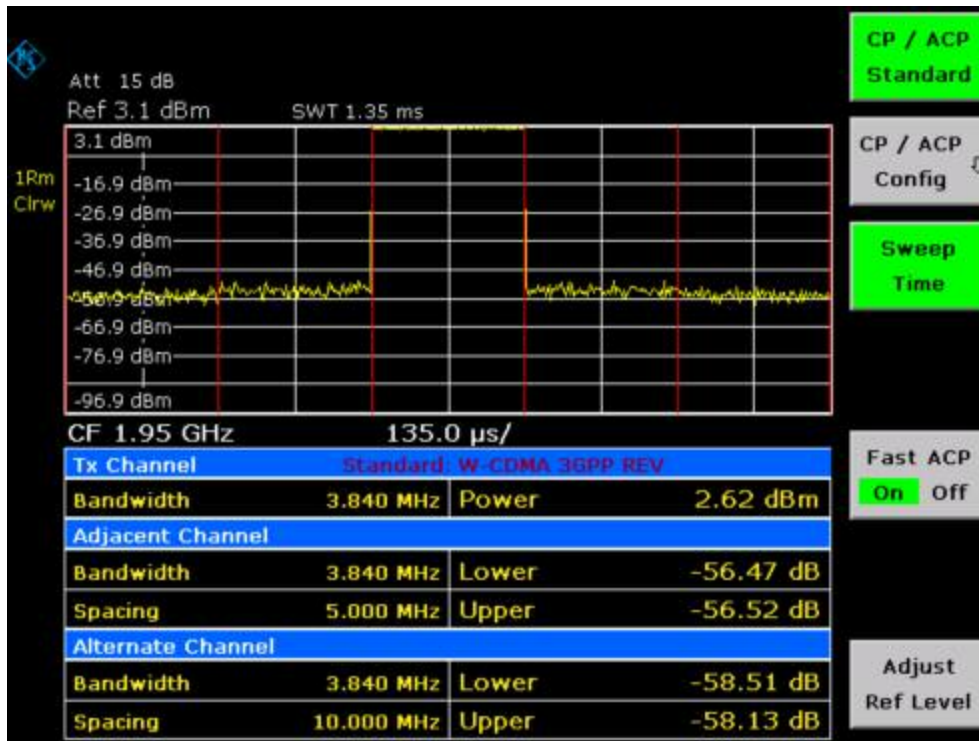 CP / ACP
Standard
Att 15 dB
Ref 3.1 dBm SWT 1.35 ms
3.1 dBm
CP / ACP
Config
1Rm
Clrw
-16.9 dBm
-26.9 dBm
-36.9 dBm
-46.9 dBm
-56.9 dBm
-66.9 dBm
-76.9 dBm
-96.9 dBm
Sweep
Time
CF 1.95 GHz 135.0 µs/
Tx Channel Standard: W-CDMA 3GPP REV
Bandwidth 3.840 MHz Power 2.62 dBm
Adjacent Channel
Bandwidth 3.840 MHz Lower -56.47 dB
Spacing 5.000 MHz Upper -56.52 dB
Alternate Channel
Bandwidth 3.840 MHz Lower -58.51 dB
Spacing 10.000 MHz Upper -58.13 dB
Fast ACP
On Off
Adjust
Ref Level